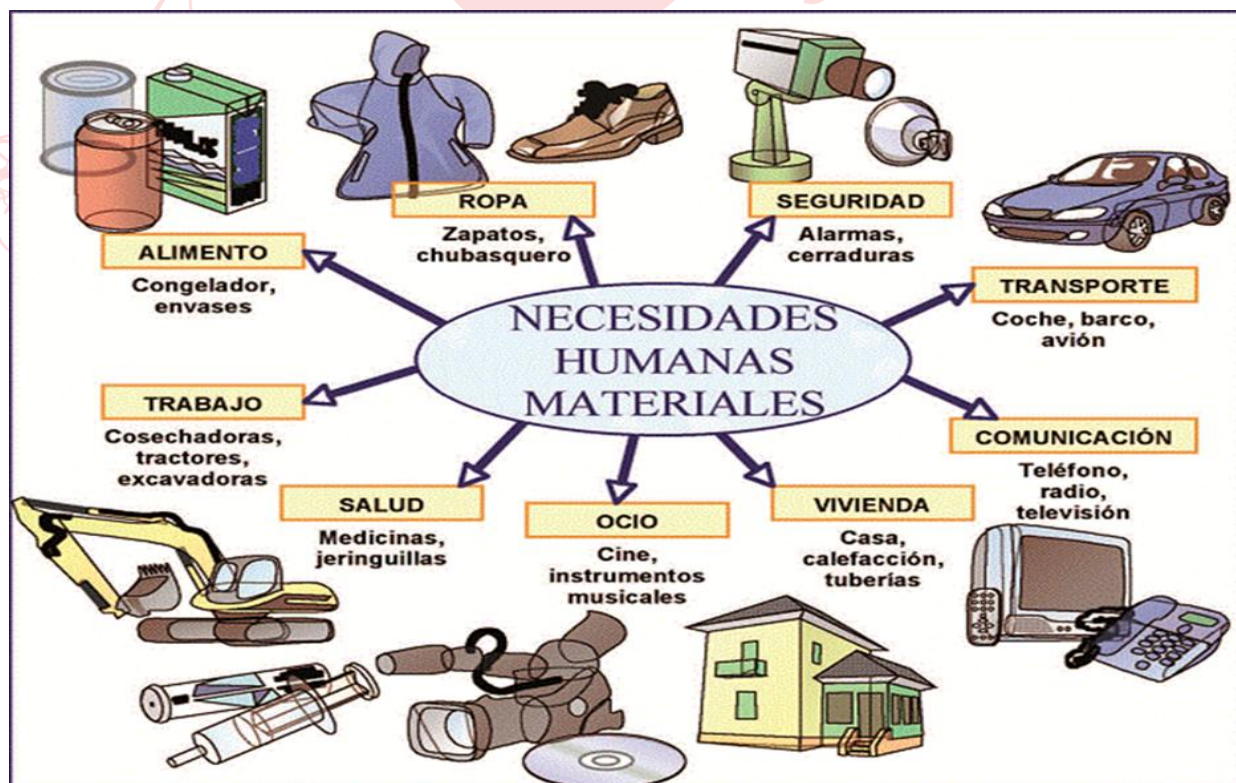 ROPA
Zapatos,
chubasquero
SEGURIDAD
Alarmas,
cerraduras
ALIMENTO
Congelador,
envases
TRANSPORTE
Coche, barco,
avión
NECESIDADES
HUMANAS
MATERIALES
TRABAJO
Cosechadoras,
tractores,
excavadoras
COMUNICACIÓN
Teléfono,
radio,
televisión
SALUD
Medicinas,
jeringuillas
OCIO
Cine,
instrumentos
musicales
VIVIENDA
Casa,
calefacción,
tuberías